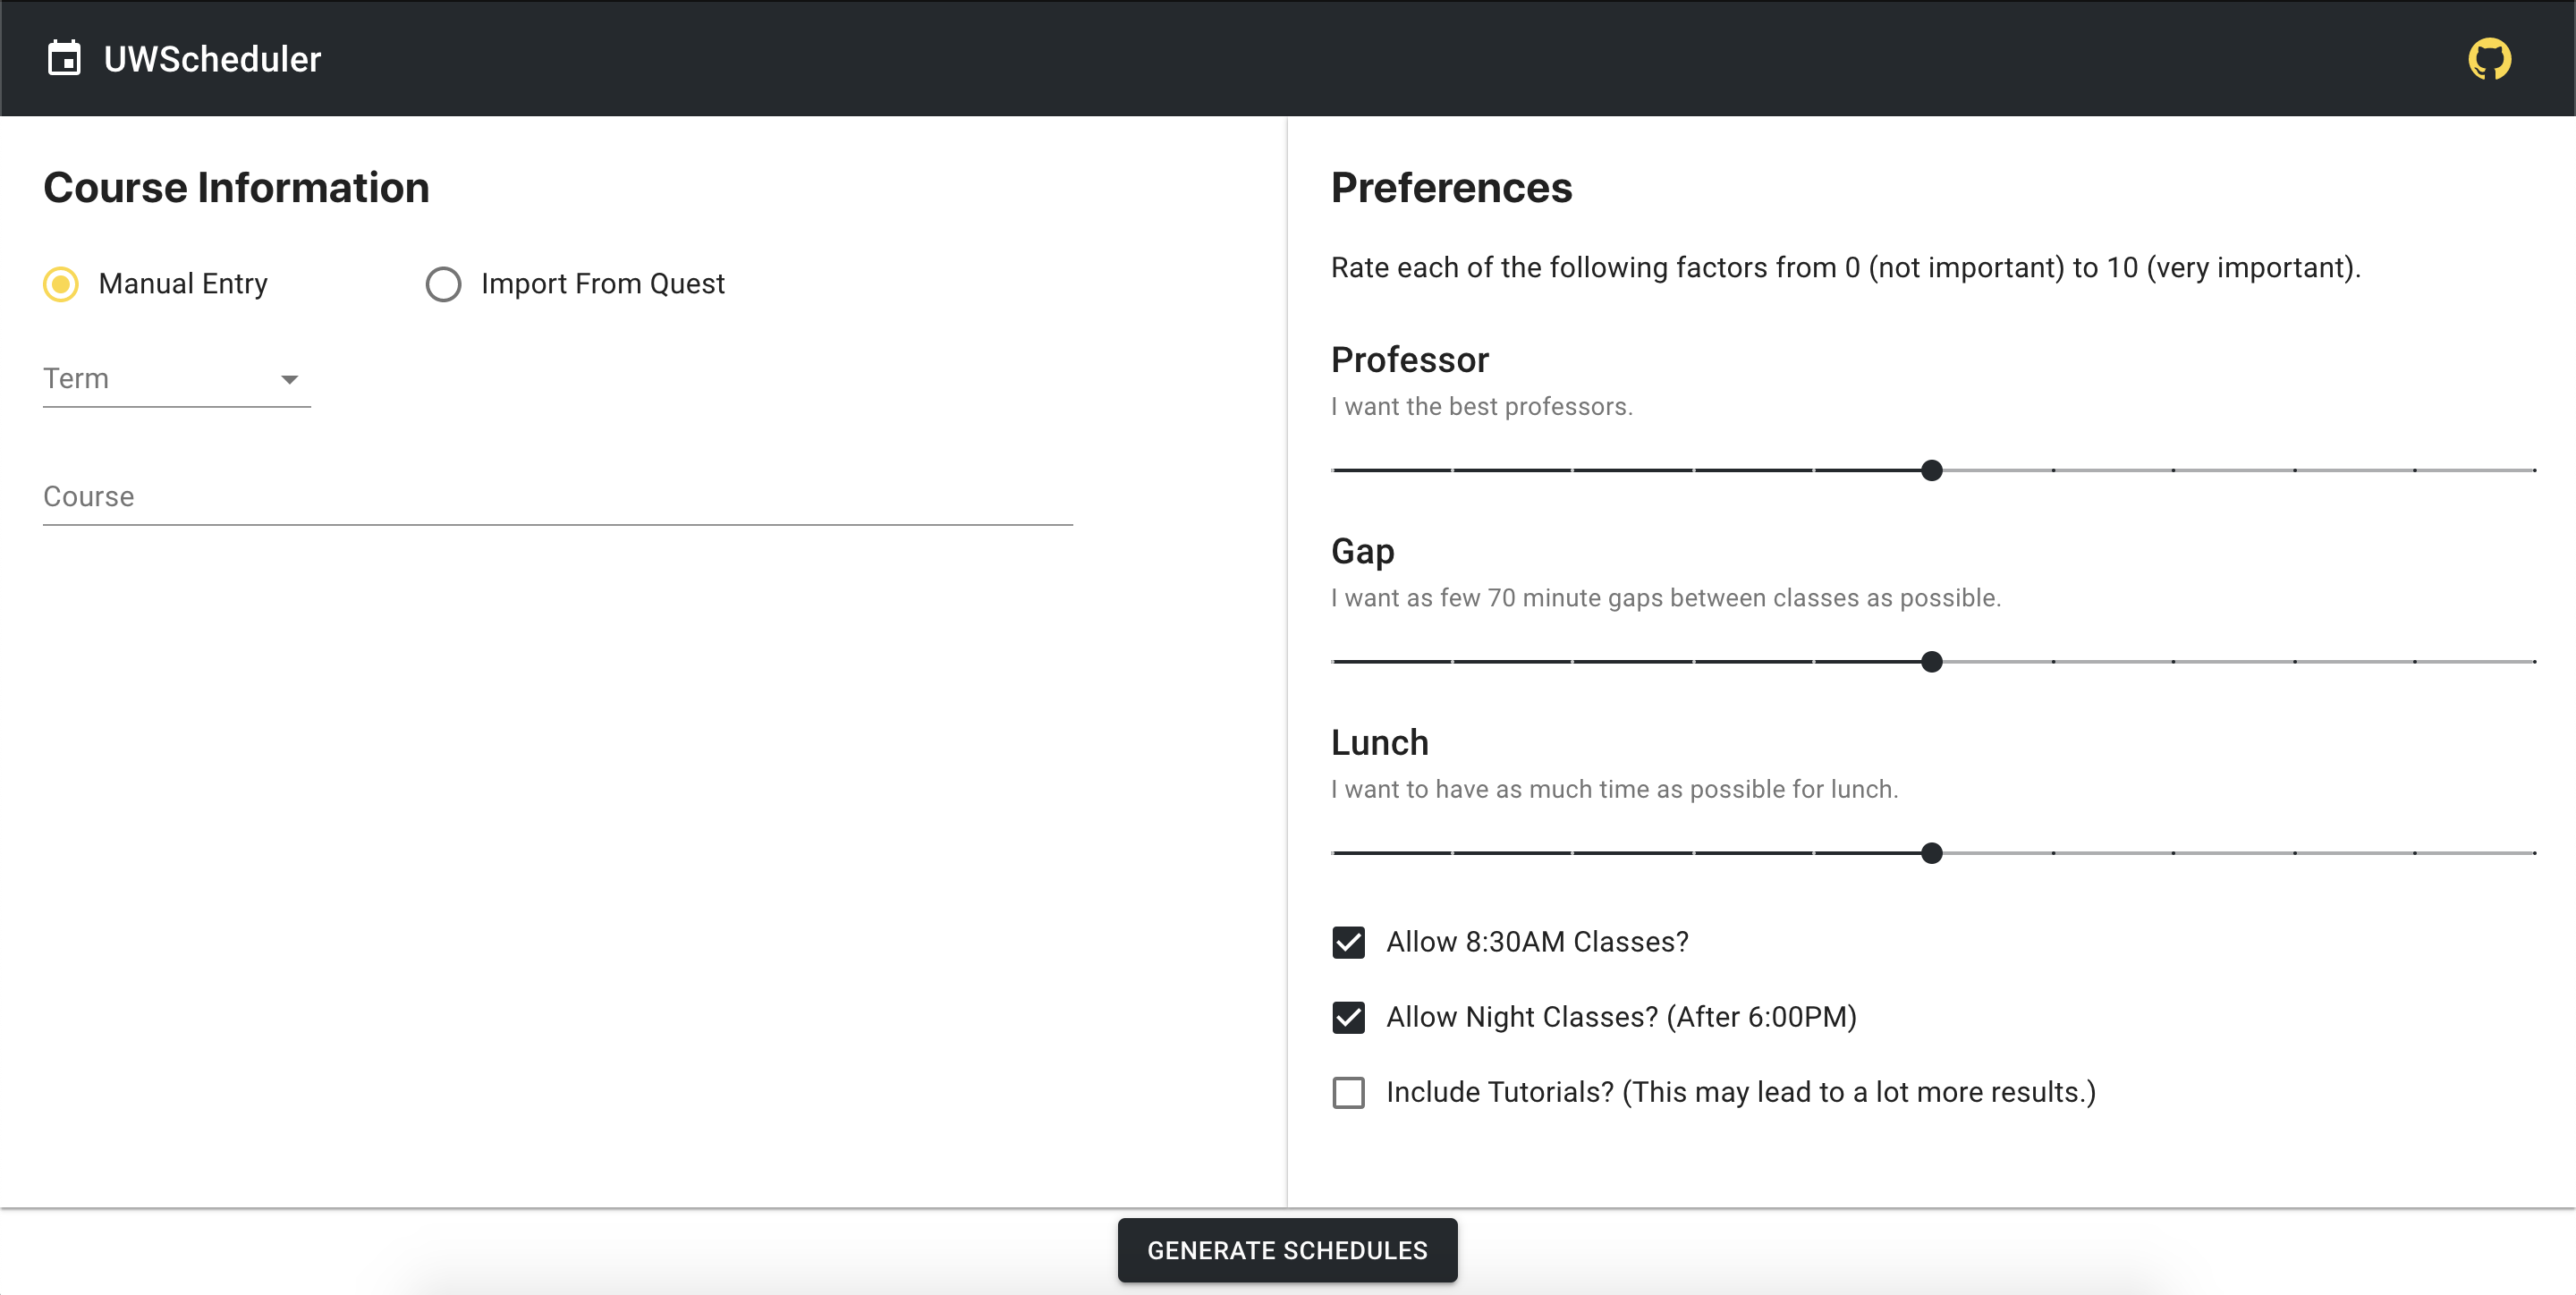 UWScheduler
Course Information
Manual Entry
Import From Quest
Term
Course
Preferences
Rate each of the following factors from 0 (not important) to 10 (very important).
Professor
I want the best professors.
Gap
I want as few 70 minute gaps between classes as possible.
Lunch
I want to have as much time as possible for lunch.
Allow 8:30AM Classes?
Allow Night Classes? (After 6:00PM)
Include Tutorials? (This may lead to a lot more results.)
GENERATE SCHEDULES